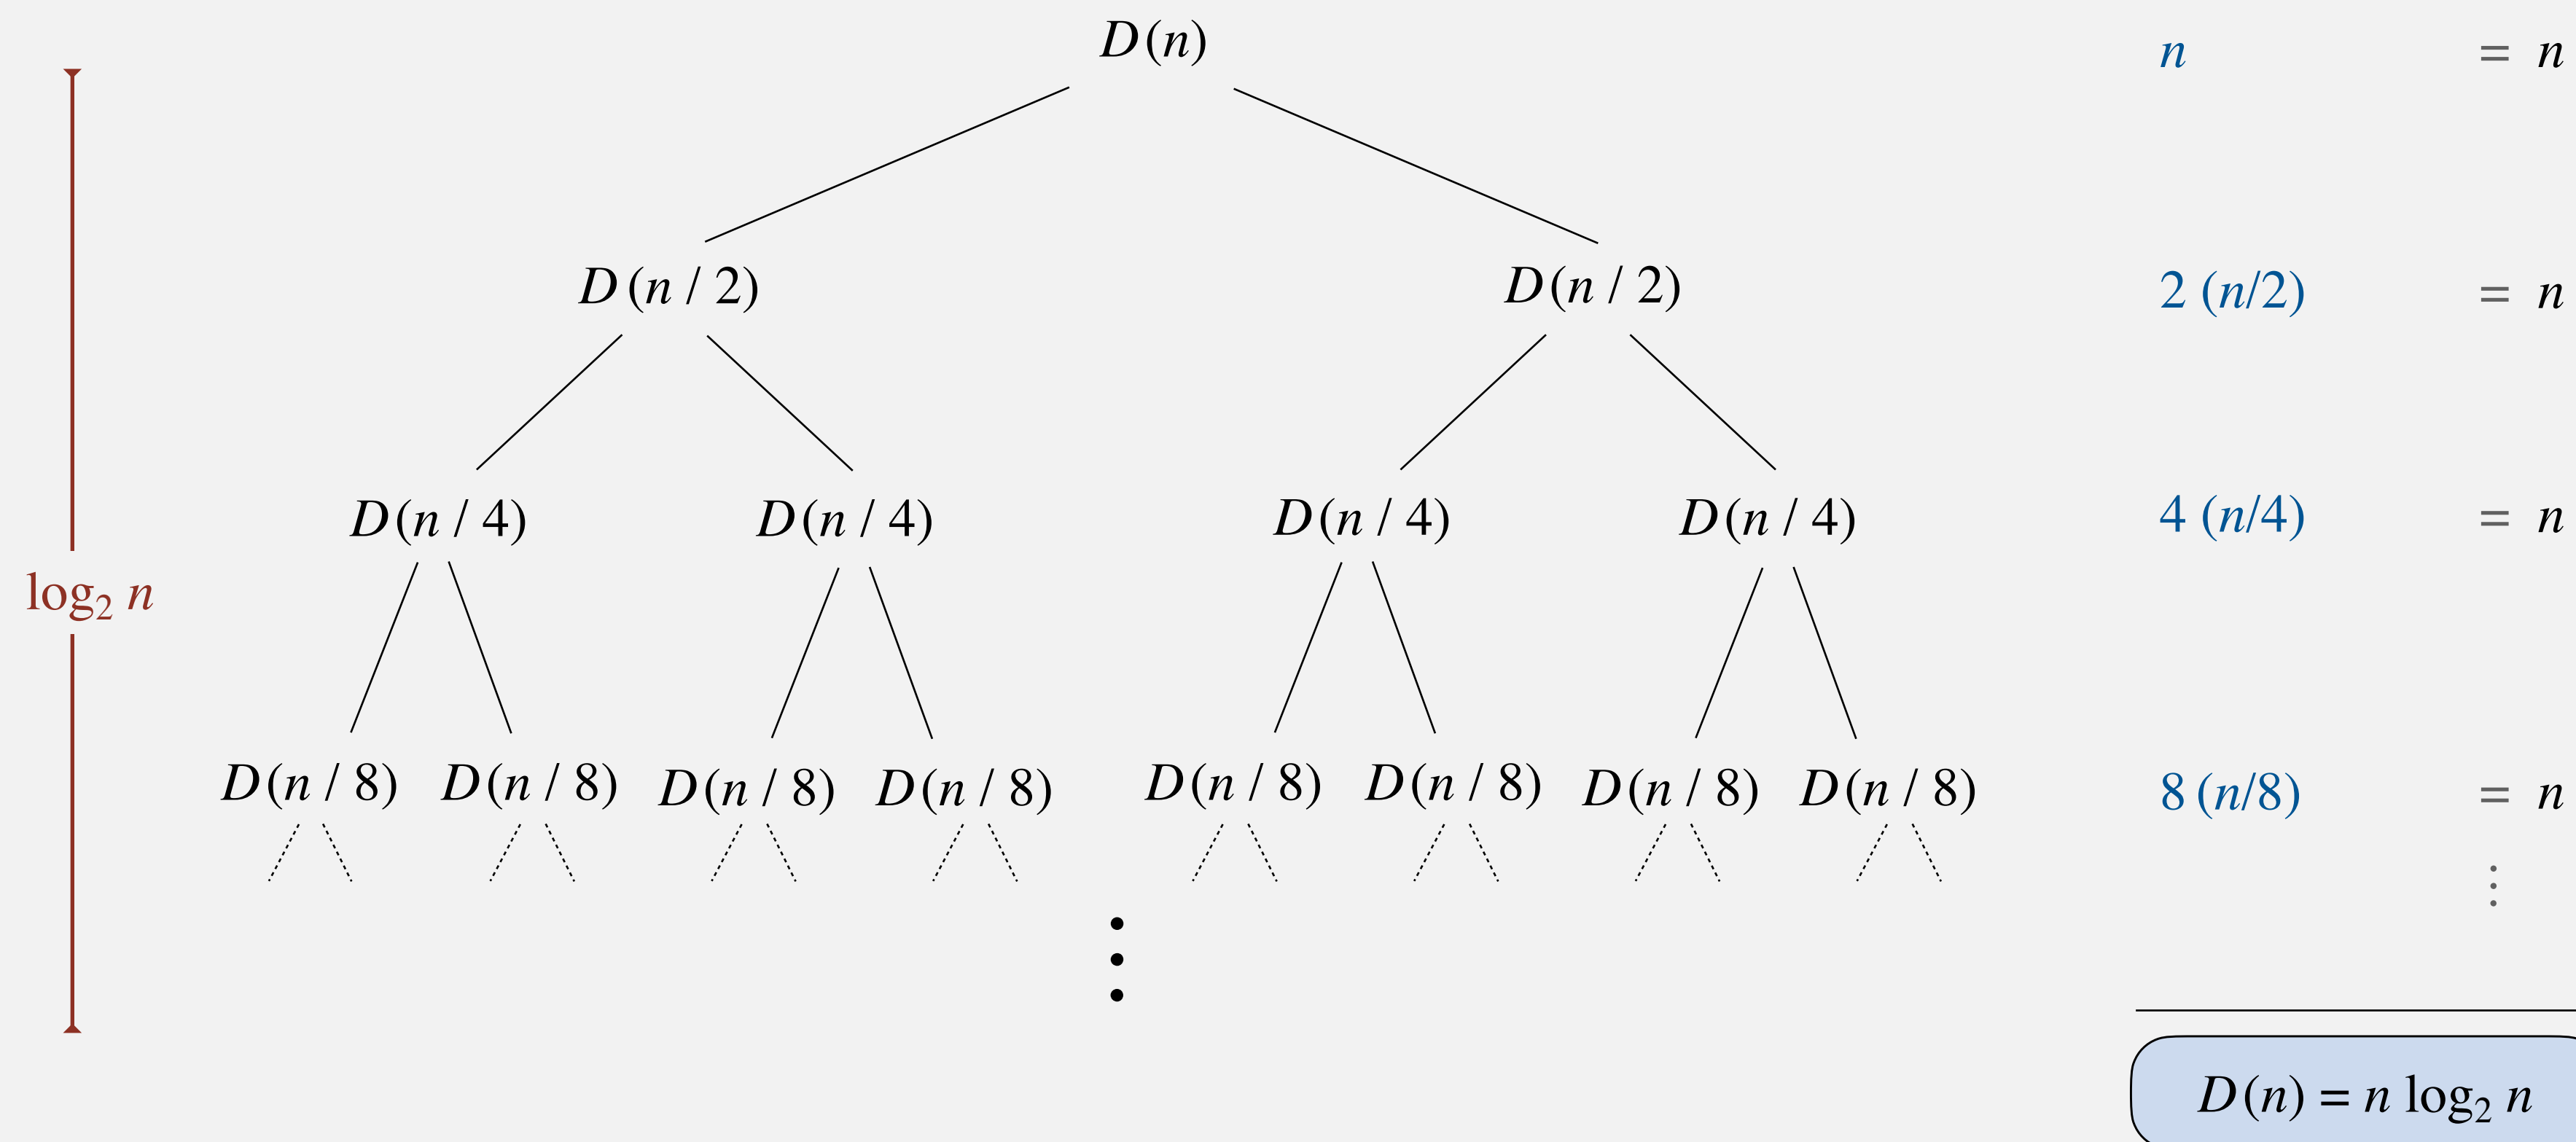 D(n) n = n
D(n / 2) D(n / 2) 2 (n/2) = n
D(n / 4) D(n / 4) D(n / 4) D(n / 4) 4 (n/4) = n
log₂ n
D(n / 8) D(n / 8) D(n / 8) D(n / 8) D(n / 8) D(n / 8) D(n / 8) D(n / 8) 8 (n/8) = n
⋮
⋮
D(n) = n log₂ n